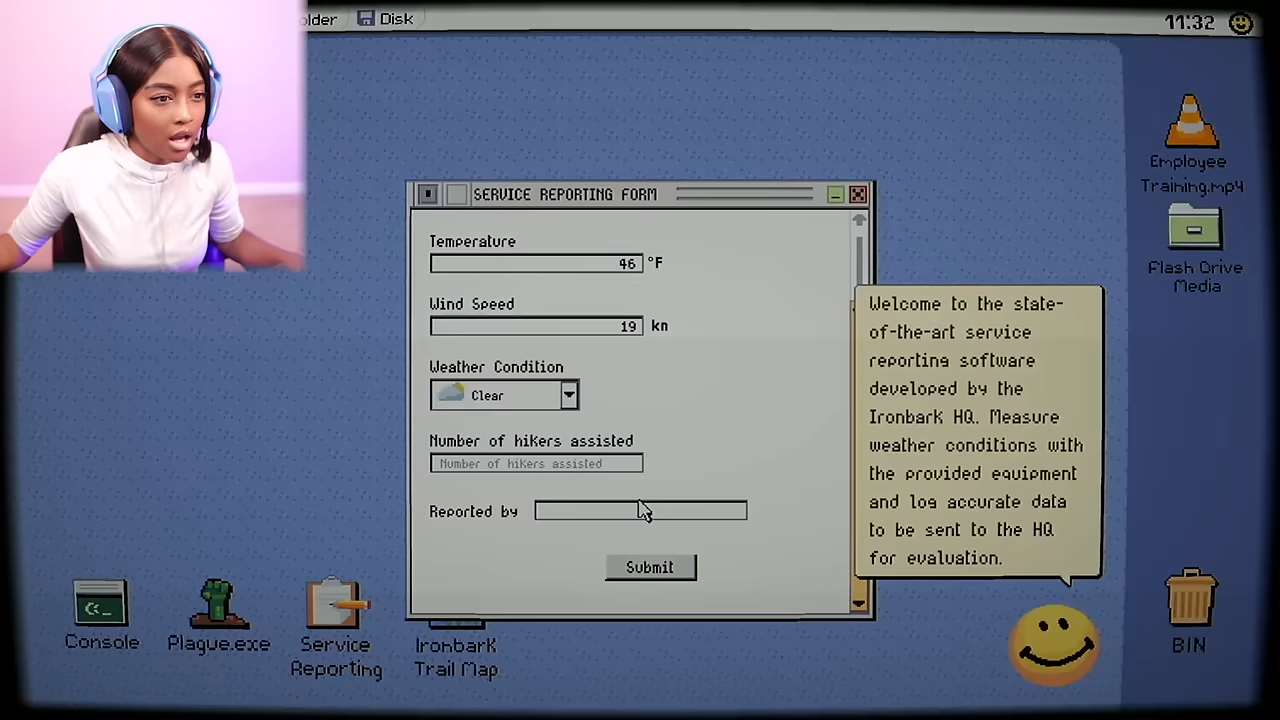 older
Disk
11:32
Employee
Training.mp4
Flash Drive
Media
SERVICE REPORTING FORM
Temperature
46 °F
Wind Speed
19 kn
Weather Condition
Clear
Number of hikers assisted
Number of hikers assisted
Reported by
Submit
Welcome to the state-
of-the-art service
reporting software
developed by the
Ironbark HQ. Measure
weather conditions with
the provided equipment
and log accurate data
to be sent to the HQ
for evaluation.
Console
Plague.exe
Service
Reporting
Ironbark
Trail Map
BIN